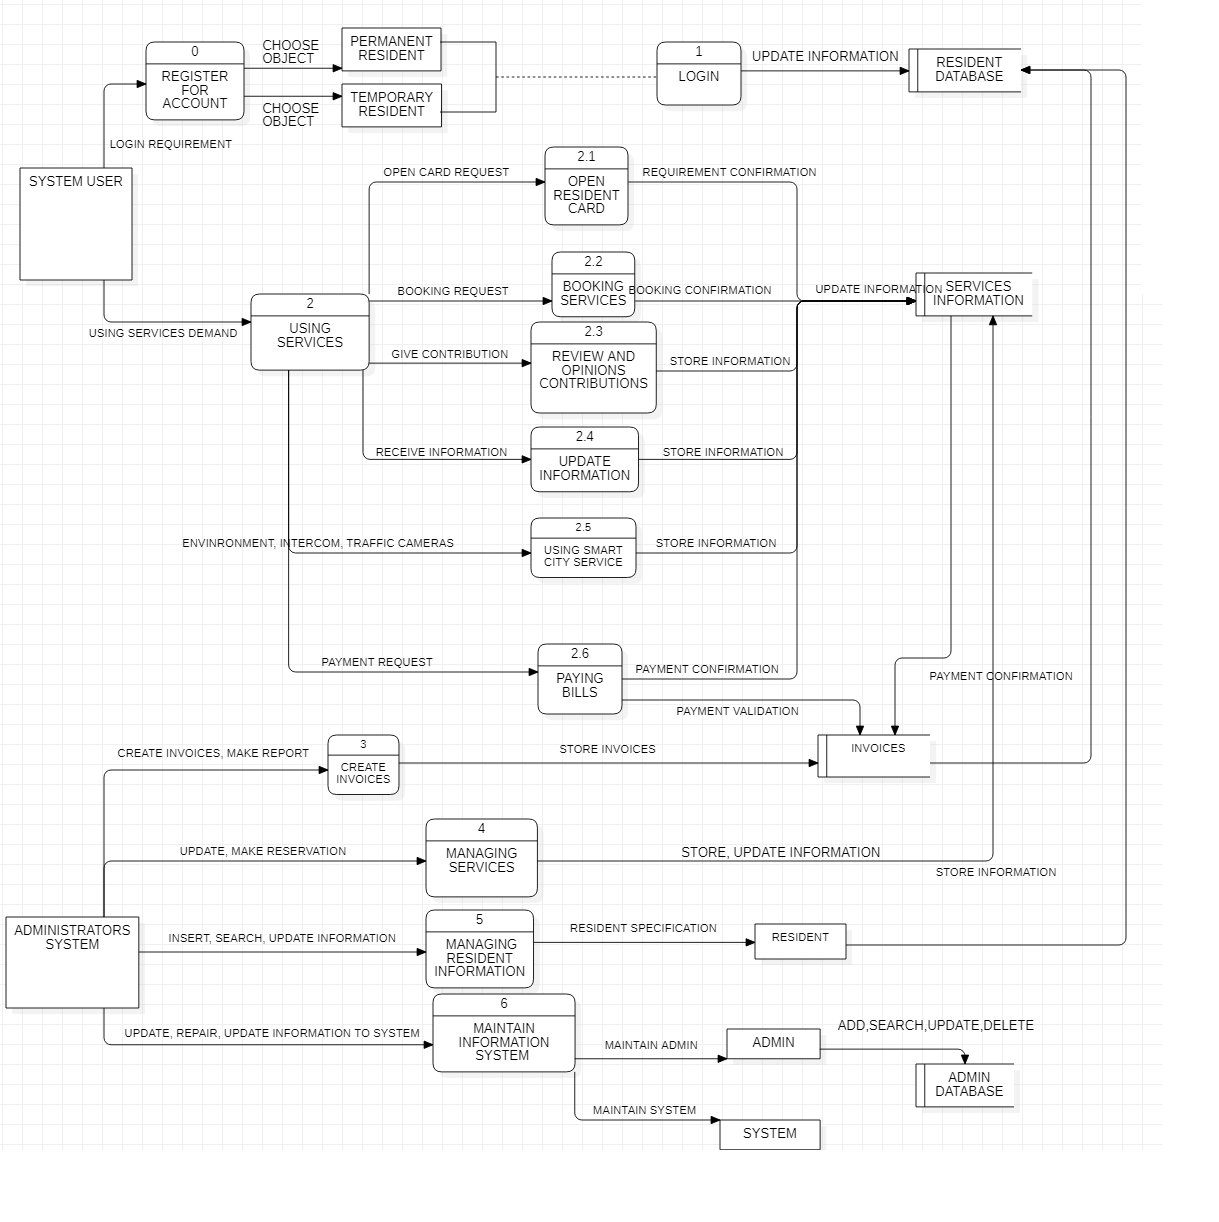 0
REGISTER
FOR
ACCOUNT
CHOOSE
OBJECT
CHOOSE
OBJECT
PERMANENT
RESIDENT
TEMPORARY
RESIDENT
1
LOGIN
UPDATE INFORMATION
RESIDENT
DATABASE
LOGIN REQUIREMENT
SYSTEM USER
USING SERVICES DEMAND
2
USING
SERVICES
OPEN CARD REQUEST
2.1
OPEN
RESIDENT
CARD
REQUIREMENT CONFIRMATION
BOOKING REQUEST
2.2
BOOKING
SERVICES
BOOKING CONFIRMATION
UPDATE INFORMATION
SERVICES
INFORMATION
GIVE CONTRIBUTION
2.3
REVIEW AND
OPINIONS
CONTRIBUTIONS
STORE INFORMATION
RECEIVE INFORMATION
2.4
UPDATE
INFORMATION
STORE INFORMATION
ENVINRONMENT, INTERCOM, TRAFFIC CAMERAS
2.5
USING SMART
CITY SERVICE
STORE INFORMATION
PAYMENT REQUEST
2.6
PAYING
BILLS
PAYMENT CONFIRMATION
PAYMENT VALIDATION
PAYMENT CONFIRMATION
CREATE INVOICES, MAKE REPORT
3
CREATE
INVOICES
STORE INVOICES
INVOICES
UPDATE, MAKE RESERVATION
4
MANAGING
SERVICES
STORE, UPDATE INFORMATION
STORE INFORMATION
ADMINISTRATORS
SYSTEM
INSERT, SEARCH, UPDATE INFORMATION
5
MANAGING
RESIDENT
INFORMATION
RESIDENT SPECIFICATION
RESIDENT
UPDATE, REPAIR, UPDATE INFORMATION TO SYSTEM
6
MAINTAIN
INFORMATION
SYSTEM
MAINTAIN ADMIN
ADMIN
ADD,SEARCH,UPDATE,DELETE
ADMIN
DATABASE
MAINTAIN SYSTEM
SYSTEM